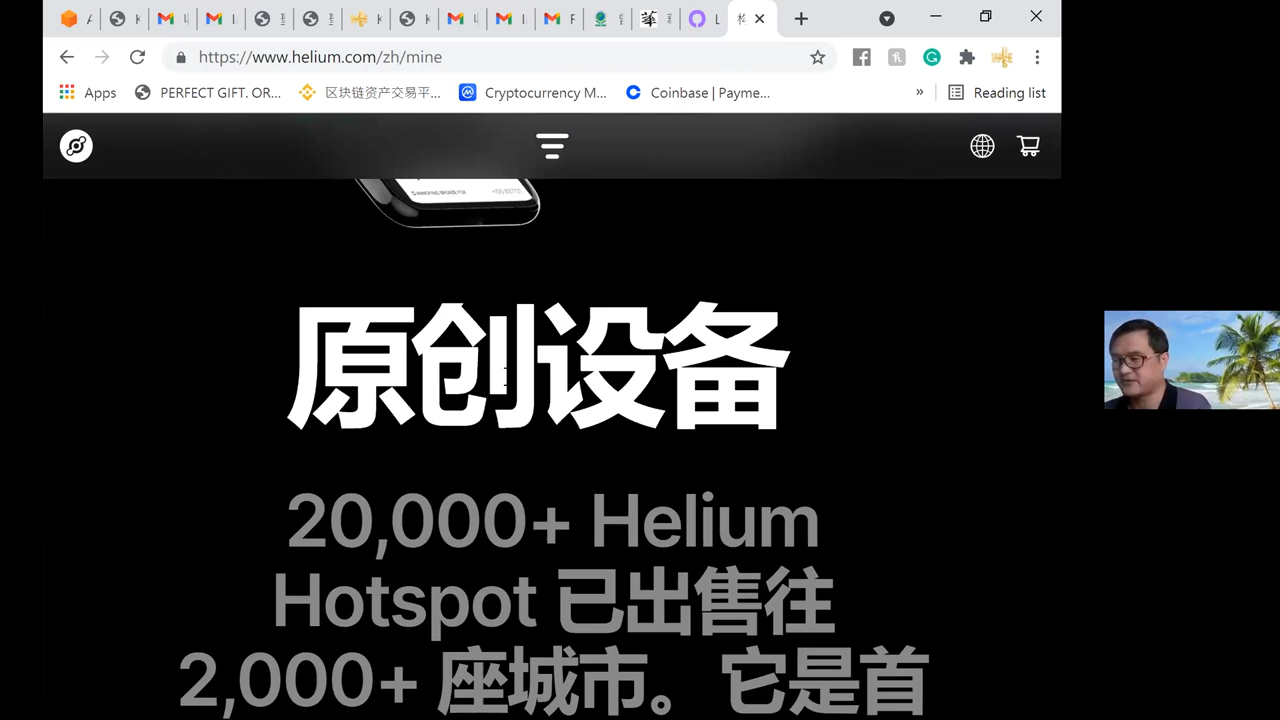 https://www.helium.com/zh/mine
Apps
PERFECT GIFT. OR...
区块链资产交易平...
Cryptocurrency M...
Coinbase | Payme...
»
Reading list
原创设备
20,000+ Helium
Hotspot 已出售往
2,000+ 座城市。它是首